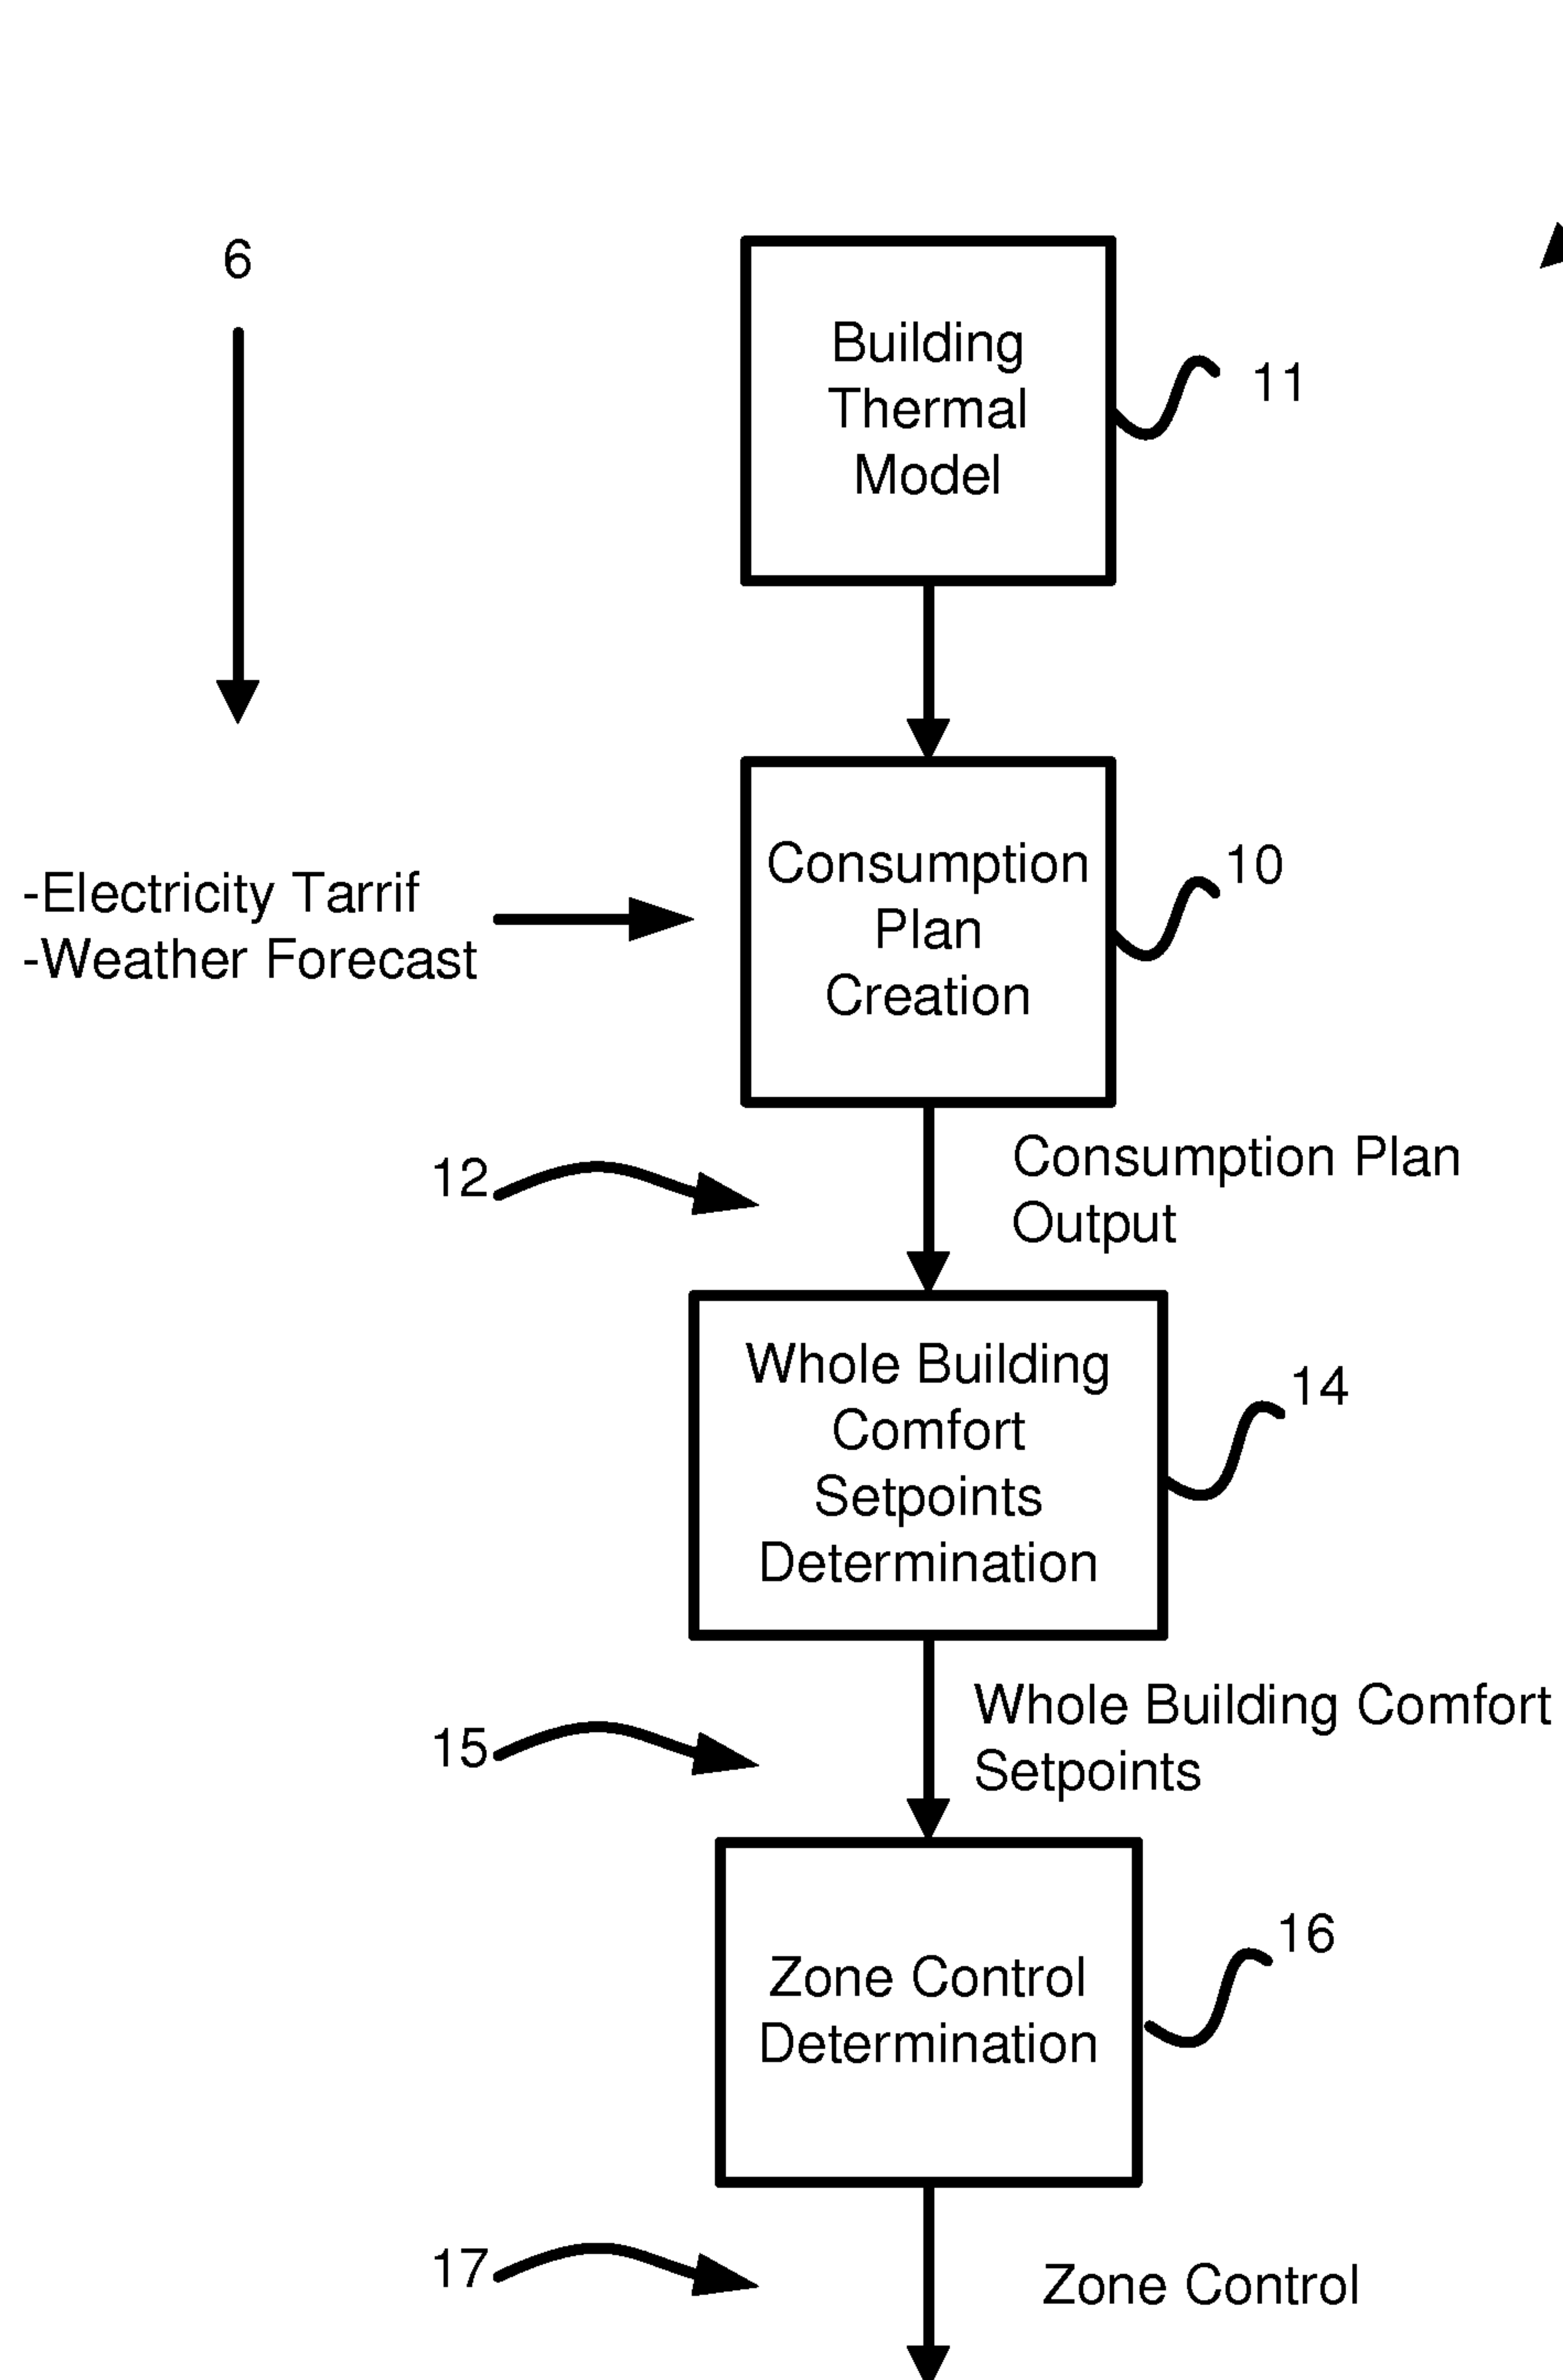 6
Building
Thermal
Model
11
-Electricity Tarrif
-Weather Forecast
Consumption
Plan
Creation
10
12
Consumption Plan
Output
Whole Building
Comfort
Setpoints
Determination
14
15
Whole Building Comfort
Setpoints
Zone Control
Determination
16
17
Zone Control